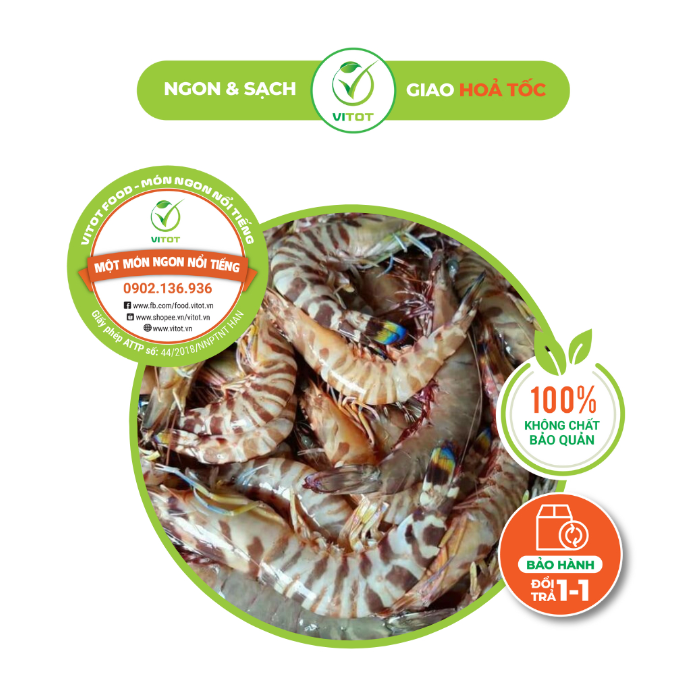 NGON & SẠCH
VITOT
GIAO HOẢ TỐC
VITOT FOOD - MÓN NGON NỔI TIẾNG
VITOT
MỘT MÓN NGON NỔI TIẾNG
0902.136.936
www.fb.com/food.vitot.vn
www.shopee.vn/vitot.vn
www.vitot.vn
Giấy phép ATTP số: 44/2018/NNPTNT HAN
100%
KHÔNG CHẤT
BẢO QUẢN
BẢO HÀNH
ĐỔI
TRẢ 1-1